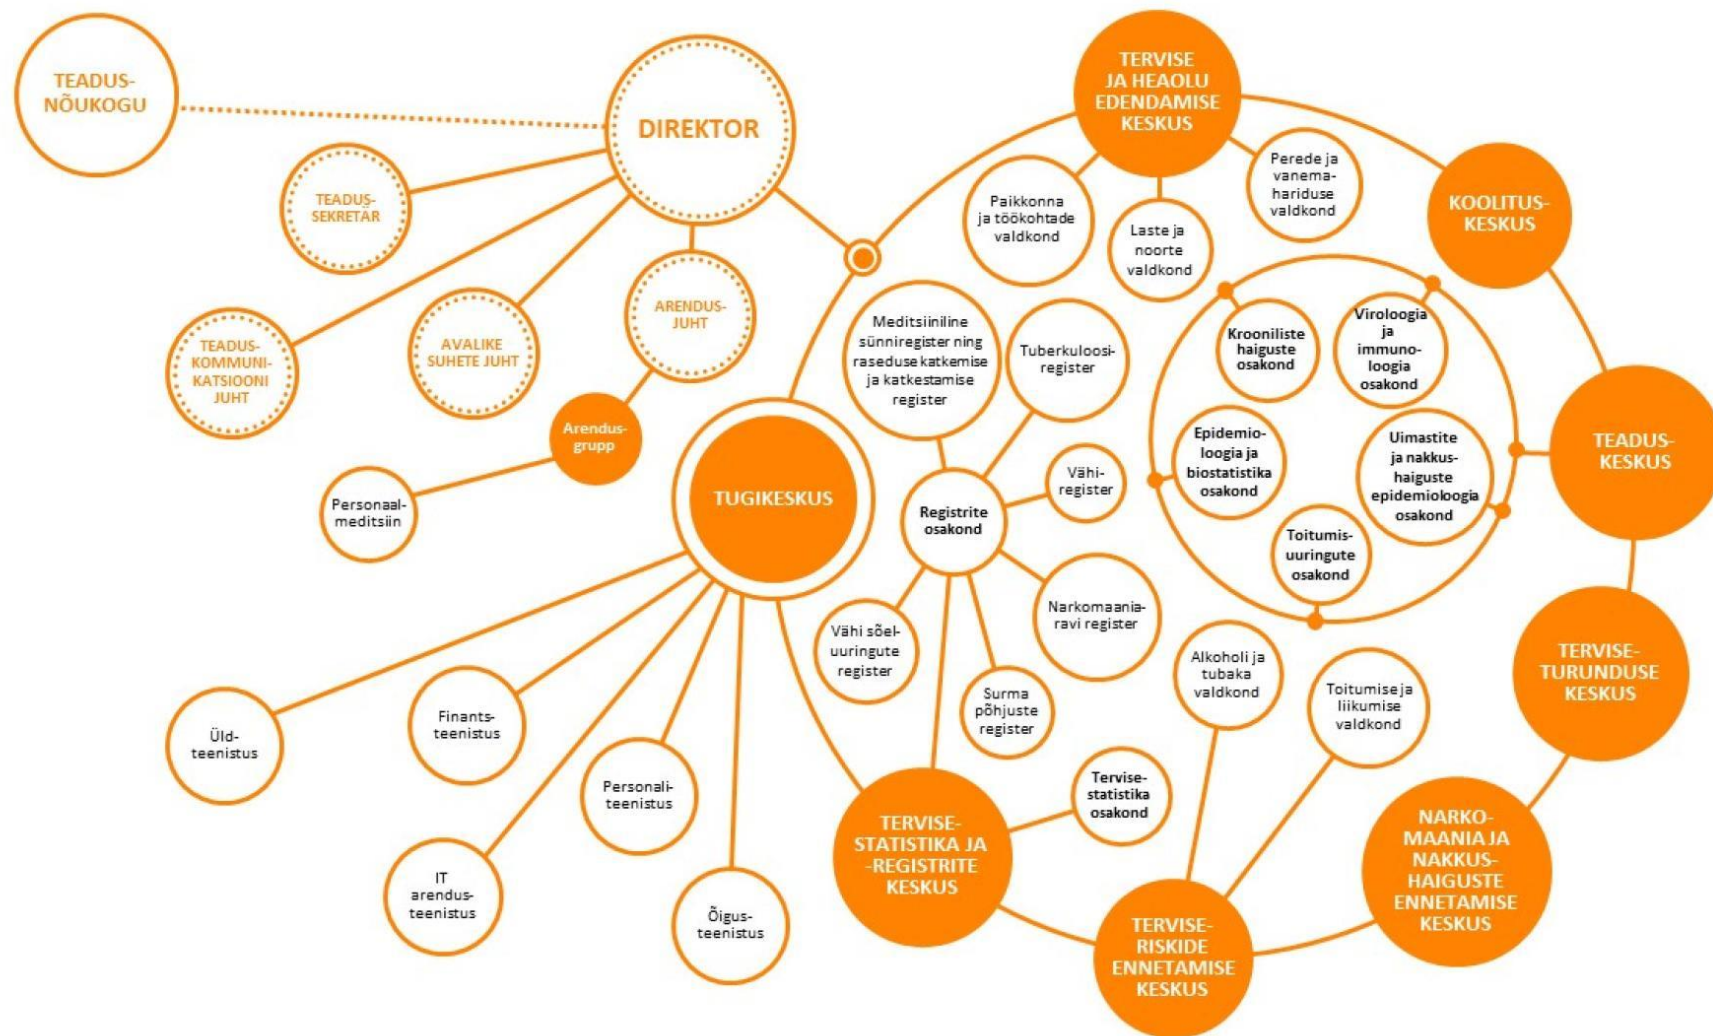 TEADUS-
NÕUKOGU
DIREKTOR
TEADUS-
SEKRETÄR
TEADUS-
KOMMUNI-
KATSIOONI
JUHT
AVALIKE
SUHETE JUHT
ARENDUS-
JUHT
Arendus-
grupp
Personaal-
meditsiin
TUGIKESKUS
Üld-
teenistus
Finants-
teenistus
IT
arendus-
teenistus
Personali-
teenistus
Õigus-
teenistus
TERVISE
JA HEAOLU
EDENDAMISE
KESKUS
Paikkonna
ja töökohtade
valdkond
Laste ja
noorte
valdkond
Perede ja
vanema-
hariduse
valdkond
KOOLITUS-
KESKUS
TEADUS-
KESKUS
Krooniliste
haiguste
osakond
Viroloogia
ja
immuno-
loogia
osakond
Epidemio-
loogia ja
biostatistika
osakond
Uimastite
ja nakkus-
haiguste
epidemioloogia
osakond
Toitumis-
uuringute
osakond
TERVISE-
TURUNDUSE
KESKUS
NARKO-
MAANIA JA
NAKKUS-
HAIGUSTE
ENNETAMISE
KESKUS
TERVISE-
RISKIDE
ENNETAMISE
KESKUS
Alkoholi ja
tubaka
valdkond
Toitumise ja
liikumise
valdkond
TERVISE-
STATISTIKA JA
-REGISTRITE
KESKUS
Tervise-
statistika
osakond
Registrite
osakond
Meditsiiniline
sünniregister ning
raseduse katkemise
ja katkestamise
register
Tuberkuloosi-
register
Vähi-
register
Narkomaania-
ravi register
Surma
põhjuste
register
Vähi sõel-
uuringute
register